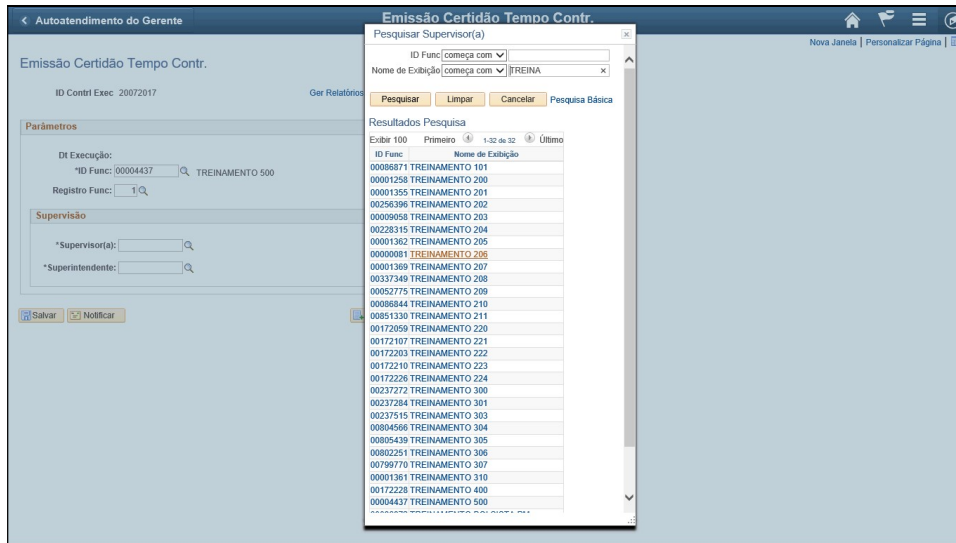 Autoatendimento do Gerente
Emissão Certidão Tempo Contr.
Nova Janela | Personalizar Página |
Emissão Certidão Tempo Contr.
ID Contrl Exec 20072017
Ger Relatórios
Parâmetros
Dt Execução:
*ID Func: 00004437 TREINAMENTO 500
Registro Func: 1
Supervisão
*Supervisor(a):
*Superintendente:
Salvar Notificar
Pesquisar Supervisor(a)
ID Func começa com
Nome de Exibição começa com TREINA
Pesquisar Limpar Cancelar Pesquisa Básica
Resultados Pesquisa
Exibir 100 Primeiro 1-32 de 32 Último
ID Func Nome de Exibição
00086871 TREINAMENTO 101
00001258 TREINAMENTO 200
00001355 TREINAMENTO 201
00256396 TREINAMENTO 202
00009058 TREINAMENTO 203
00228315 TREINAMENTO 204
00001362 TREINAMENTO 205
00000081 TREINAMENTO 206
00001369 TREINAMENTO 207
00337349 TREINAMENTO 208
00052775 TREINAMENTO 209
00086844 TREINAMENTO 210
00851330 TREINAMENTO 211
00172059 TREINAMENTO 220
00172107 TREINAMENTO 221
00172203 TREINAMENTO 222
00172210 TREINAMENTO 223
00172226 TREINAMENTO 224
00237272 TREINAMENTO 300
00237284 TREINAMENTO 301
00237515 TREINAMENTO 303
00804566 TREINAMENTO 304
00805439 TREINAMENTO 305
00802251 TREINAMENTO 306
00799770 TREINAMENTO 307
00001361 TREINAMENTO 310
00172228 TREINAMENTO 400
00004437 TREINAMENTO 500